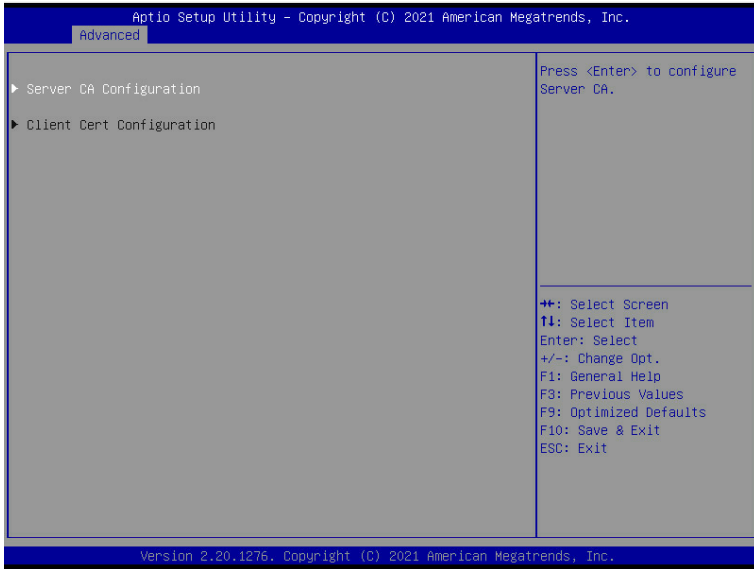 Aptio Setup Utility – Copyright (C) 2021 American Megatrends, Inc.
Advanced
▶ Server CA Configuration
▶ Client Cert Configuration
Press <Enter> to configure
Server CA.
→←: Select Screen
↑↓: Select Item
Enter: Select
+/-: Change Opt.
F1: General Help
F3: Previous Values
F9: Optimized Defaults
F10: Save & Exit
ESC: Exit
Version 2.20.1276. Copyright (C) 2021 American Megatrends, Inc.